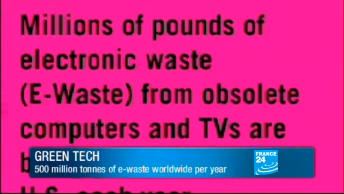 Millions of pounds of
electronic waste
(E-Waste) from obsolete
computers and TVs are
GREEN TECH
500 million tonnes of e-waste worldwide per year
FRANCE
24